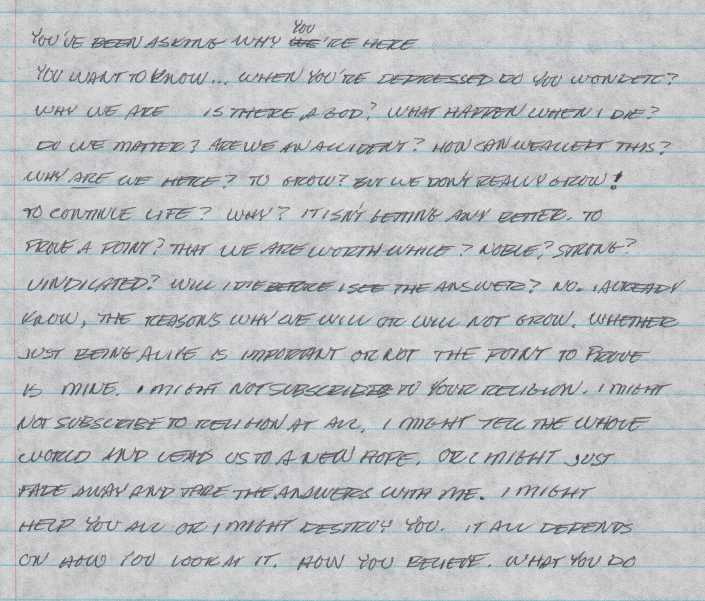 YOU'VE BEEN ASKING WHY YOU'RE HERE
YOU WANT TO KNOW... WHEN YOU'RE DEPRESSED DO YOU WONDER?
WHY WE ARE IS THERE A GOD? WHAT HAPPEN WHEN I DIE?
DO WE MATTER? ARE WE AN ACCIDENT? HOW CAN WE ACCEPT THIS?
WHY ARE WE HERE? TO GROW? BUT WE DON'T REALLY GROW!
TO CONTINUE LIFE? WHY? IT ISN'T GETTING ANY BETTER. TO
PROVE A POINT? THAT WE ARE WORTHWHILE? NOBLE? STRONG?
VINDICATED? WILL I DIE BEFORE I SEE THE ANSWER? NO. I ALREADY
KNOW, THE REASONS WHY WE WILL OR WILL NOT GROW. WHETHER
JUST BEING ALIVE IS IMPORTANT OR NOT THE POINT TO PROVE
IS MINE. I MIGHT NOT SUBSCRIBE TO YOUR RELIGION. I MIGHT
NOT SUBSCRIBE TO RELIGION AT ALL. I MIGHT TELL THE WHOLE
WORLD AND LEAD US TO A NEW HOPE. OR I MIGHT JUST
FADE AWAY AND TAKE THE ANSWERS WITH ME. I MIGHT
HELP YOU ALL OR I MIGHT DESTROY YOU. IT ALL DEPENDS
ON HOW YOU LOOK AT IT. HOW YOU BELIEVE. WHAT YOU DO